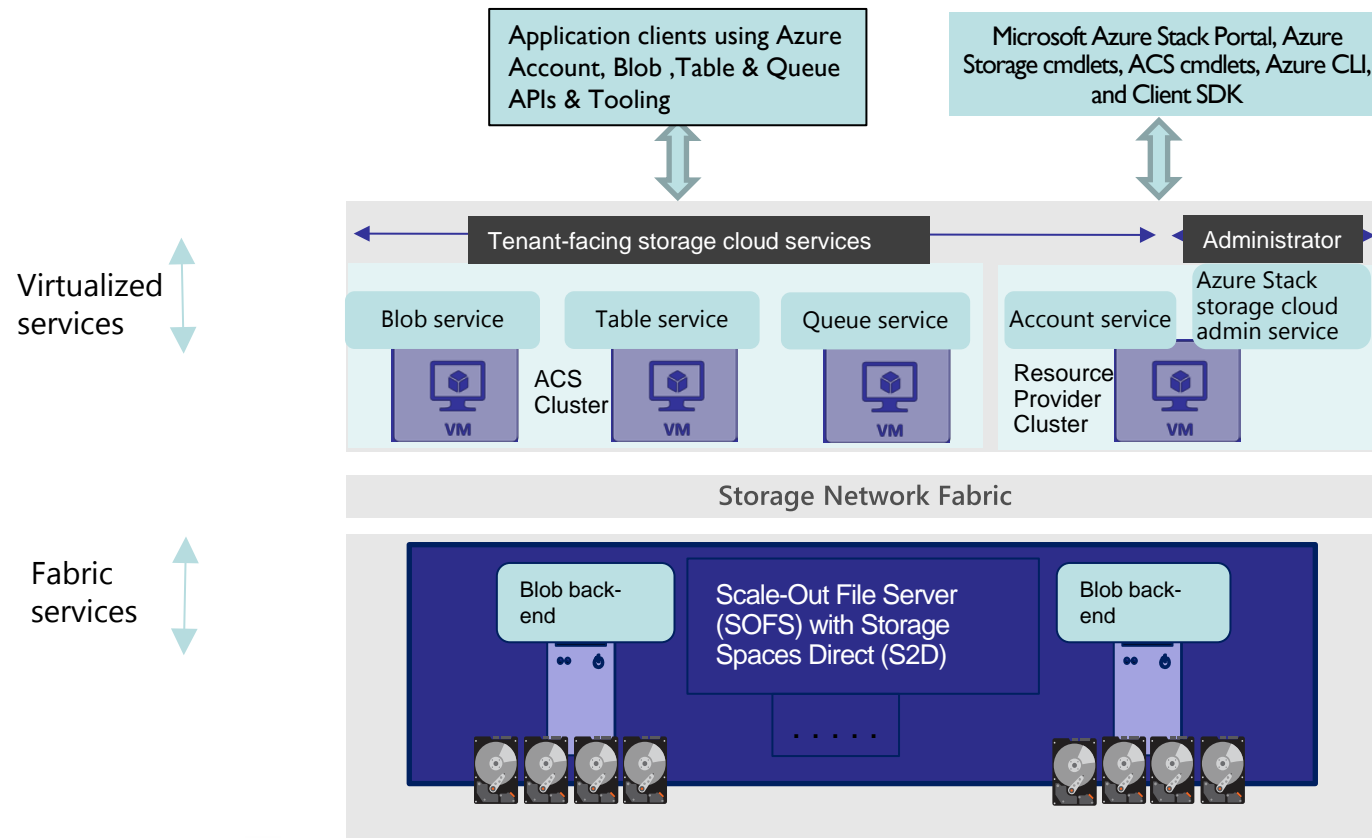 Application clients using Azure
Account, Blob ,Table & Queue
APIs & Tooling
Microsoft Azure Stack Portal, Azure
Storage cmdlets, ACS cmdlets, Azure CLI,
and Client SDK
Tenant-facing storage cloud services
Administrator
Virtualized
services
Blob service
Table service
Queue service
Account service
Azure Stack
storage cloud
admin service
VM
ACS
Cluster
VM
VM
Resource
Provider
Cluster
VM
Storage Network Fabric
Fabric
services
Blob back-
end
Scale-Out File Server
(SOFS) with Storage
Spaces Direct (S2D)
Blob back-
end
. . . . .